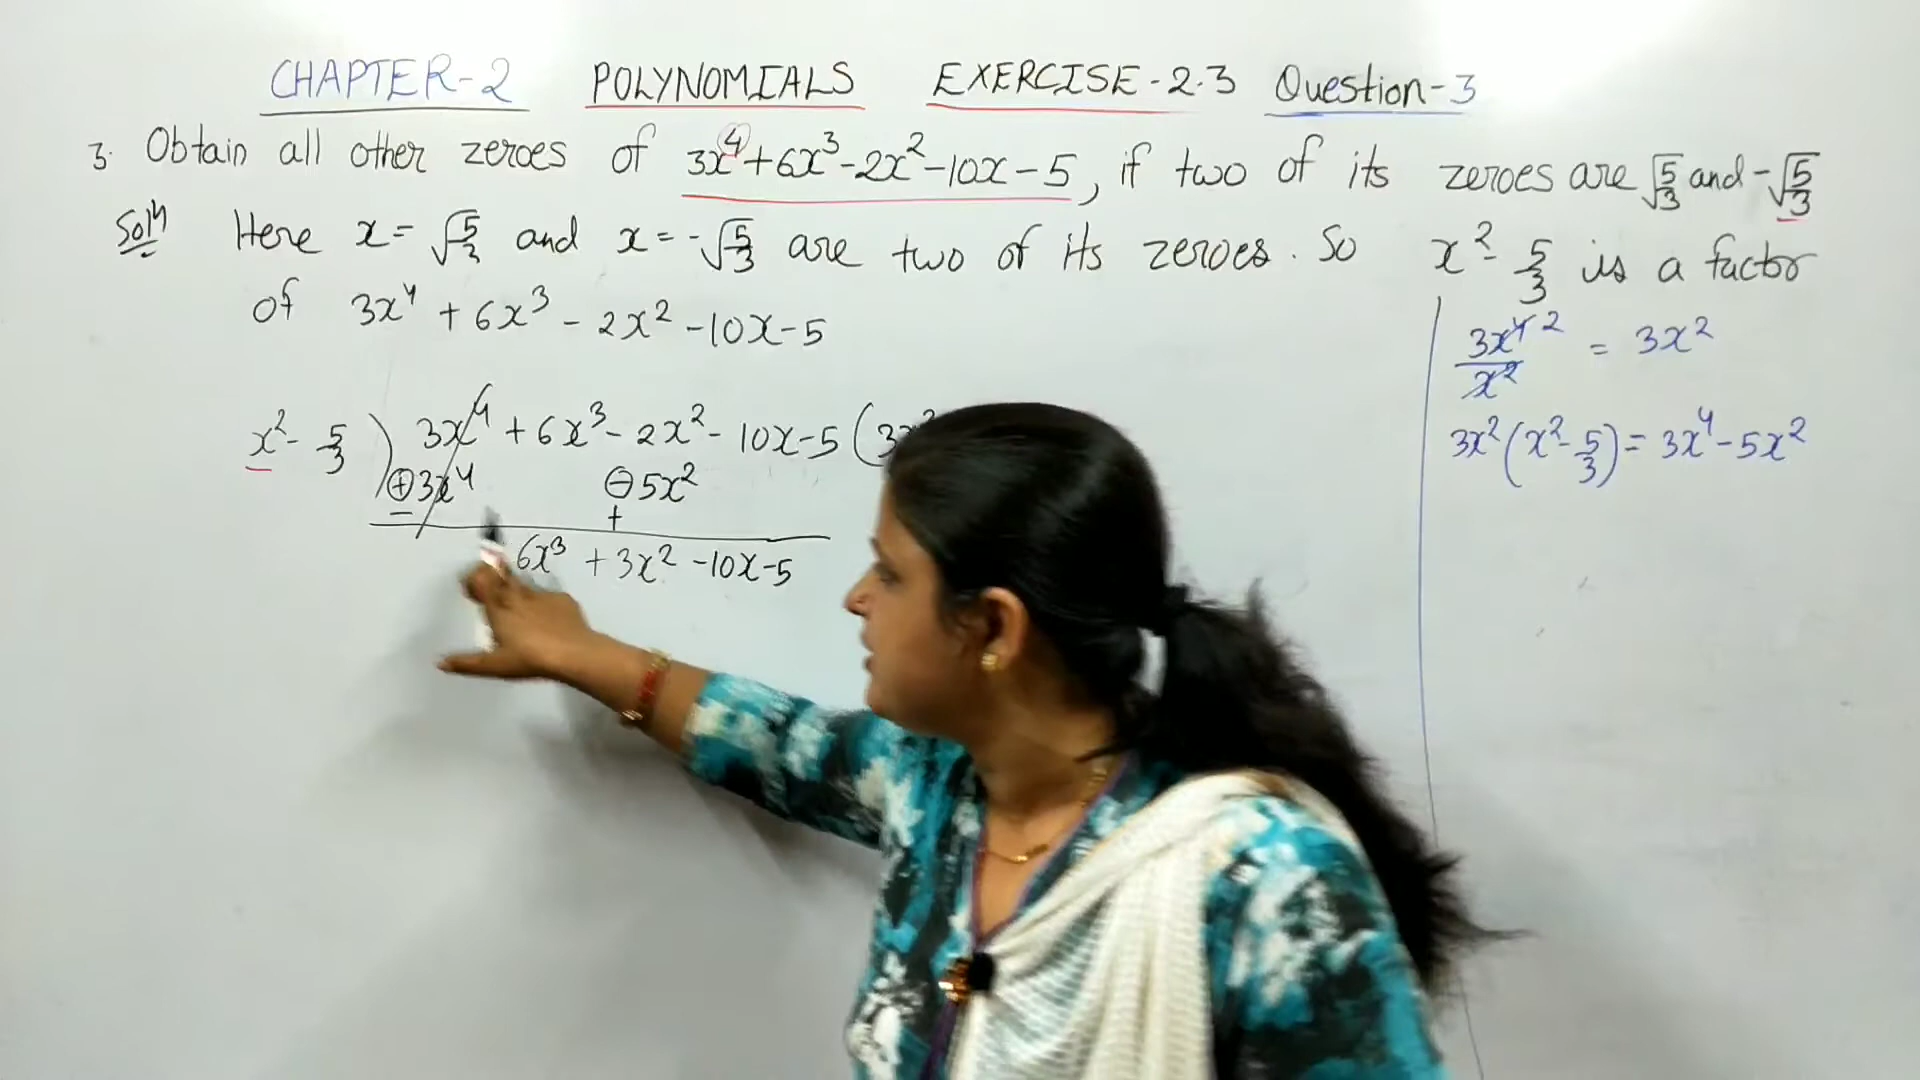 CHAPTER-2 POLYNOMIALS EXERCISE-2.3 Question-3
3. Obtain all other zeroes of 3x⁴+6x³-2x²-10x-5, if two of its zeroes are √5/3 and -√5/3
Solⁿ Here x=√5/3 and x=-√5/3 are two of its zeroes. So x²-5/3 is a factor
of 3x⁴+6x³-2x²-10x-5
3x⁴/x² = 3x²
x²-5/3 ) 3x⁴+6x³-2x²-10x-5 (3x²
3x²(x²-5/3)=3x⁴-5x²
⊕3x⁴ ⊖5x²
- +
6x³+3x²-10x-5